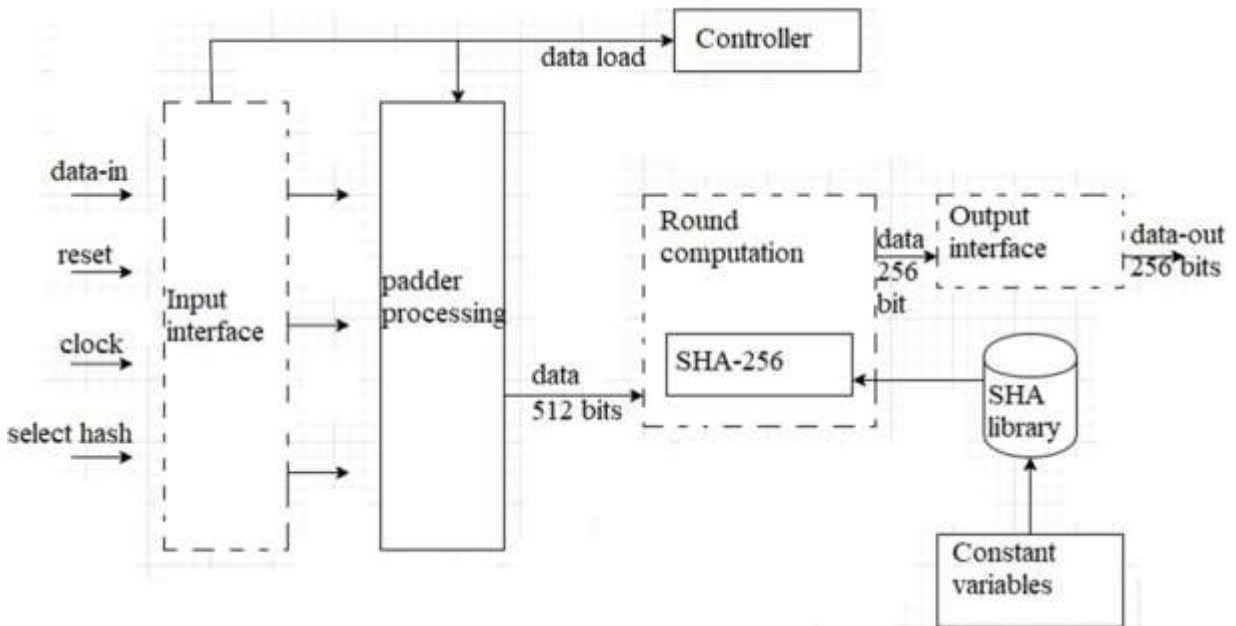 Controller
data load
data-in
reset
clock
select hash
Input
interface
padder
processing
data
512 bits
Round
computation
SHA-256
data
256
bit
Output
interface
data-out
256 bits
SHA
library
Constant
variables